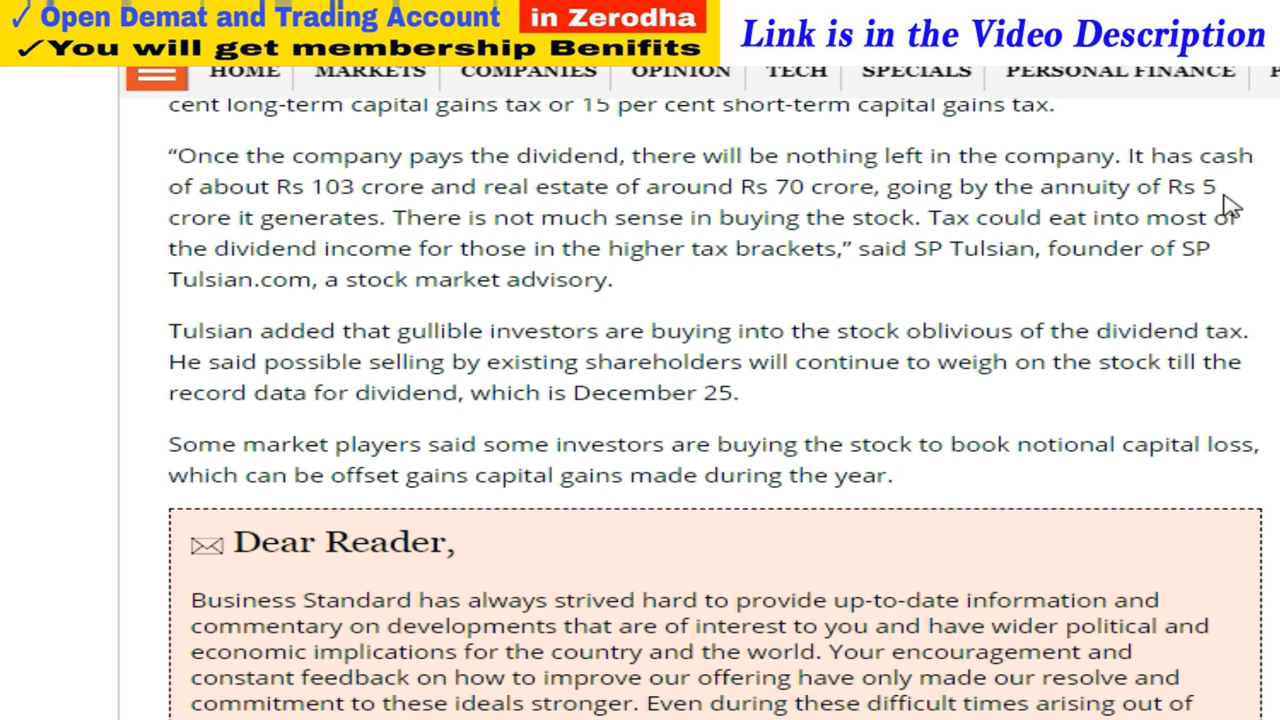 ✓ Open Demat and Trading Account in Zerodha
✓You will get membership Benifits
Link is in the Video Description
HOME MARKETS COMPANIES OPINION TECH SPECIALS PERSONAL FINANCE
cent long-term capital gains tax or 15 per cent short-term capital gains tax.
“Once the company pays the dividend, there will be nothing left in the company. It has cash
of about Rs 103 crore and real estate of around Rs 70 crore, going by the annuity of Rs 5
crore it generates. There is not much sense in buying the stock. Tax could eat into most of
the dividend income for those in the higher tax brackets,” said SP Tulsian, founder of SP
Tulsian.com, a stock market advisory.
Tulsian added that gullible investors are buying into the stock oblivious of the dividend tax.
He said possible selling by existing shareholders will continue to weigh on the stock till the
record data for dividend, which is December 25.
Some market players said some investors are buying the stock to book notional capital loss,
which can be offset gains capital gains made during the year.
Dear Reader,
Business Standard has always strived hard to provide up-to-date information and
commentary on developments that are of interest to you and have wider political and
economic implications for the country and the world. Your encouragement and
constant feedback on how to improve our offering have only made our resolve and
commitment to these ideals stronger. Even during these difficult times arising out of